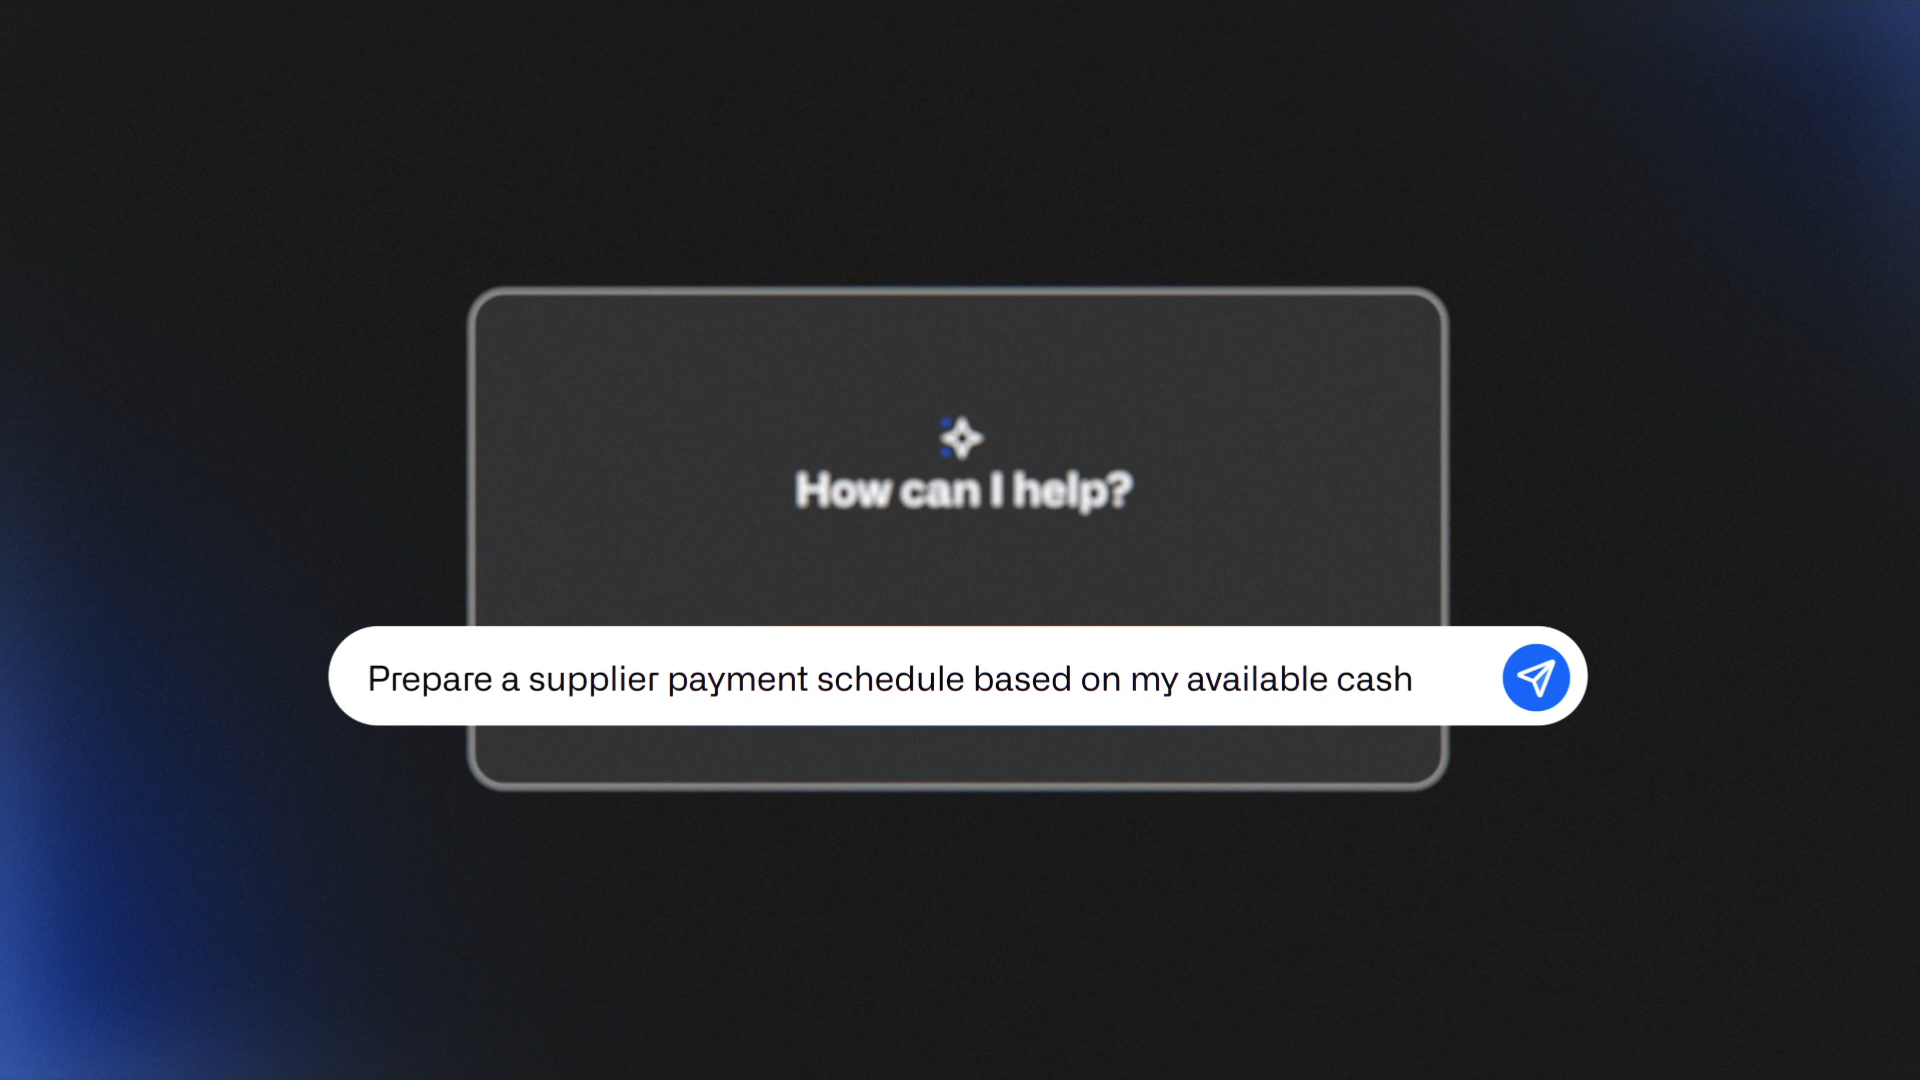 How can I help?
Prepare a supplier payment schedule based on my available cash